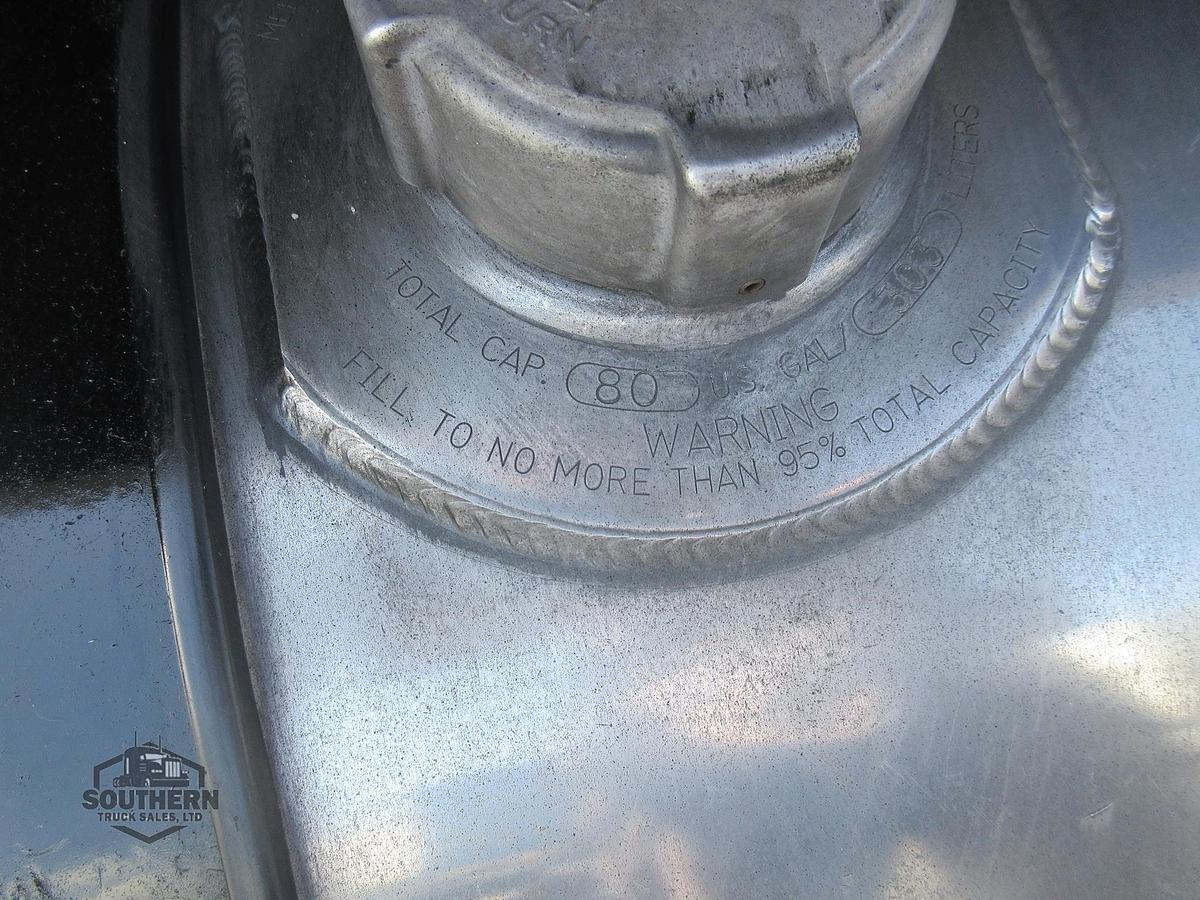 URN
TOTAL CAP. 80 U.S. GAL/ 303 LITERS
WARNING
FILL TO NO MORE THAN 95% TOTAL CAPACITY
SOUTHERN
TRUCK SALES, LTD